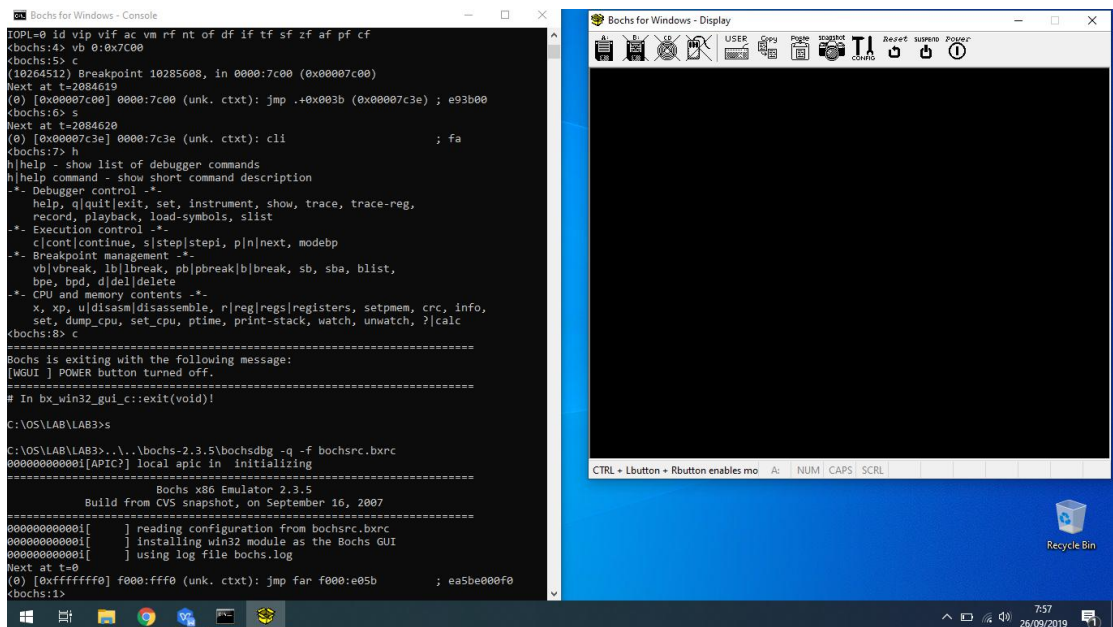 Bochs for Windows - Console
IOPL=0 id vip vif ac vm rf nt of df if tf sf zf af pf cf
<bochs:4> vb 0:0x7C00
<bochs:5> c
(10264512) Breakpoint 10285608, in 0000:7c00 (0x00007c00)
Next at t=2084619
(0) [0x00007c00] 0000:7c00 (unk. ctxt): jmp .+0x003b (0x00007c3e) ; e93b00
<bochs:6> s
Next at t=2084620
(0) [0x00007c3e] 0000:7c3e (unk. ctxt): cli ; fa
<bochs:7> h
h|help - show list of debugger commands
h|help command - show short command description
-*- Debugger control -*-
help, q|quit|exit, set, instrument, show, trace, trace-reg,
record, playback, load-symbols, slist
-*- Execution control -*-
c|cont|continue, s|step|stepi, p|n|next, modebp
-*- Breakpoint management -*-
vb|vbreak, lb|lbreak, pb|pbreak|b|break, sb, sba, blist,
bpe, bpd, d|del|delete
-*- CPU and memory contents -*-
x, xp, u|disasm|disassemble, r|reg|regs|registers, setpmem, crc, info,
set, dump_cpu, set_cpu, ptime, print-stack, watch, unwatch, ?|calc
<bochs:8> c
========================================================================
Bochs is exiting with the following message:
[WGUI ] POWER button turned off.
========================================================================
# In bx_win32_gui_c::exit(void)!
C:\OS\LAB\LAB3>s
C:\OS\LAB\LAB3>..\..\bochs-2.3.5\bochsdbg -q -f bochsrc.bxrc
00000000000i[APIC?] local apic in initializing
========================================================================
Bochs x86 Emulator 2.3.5
Build from CVS snapshot, on September 16, 2007
========================================================================
00000000000i[ ] reading configuration from bochsrc.bxrc
00000000000i[ ] installing win32 module as the Bochs GUI
00000000000i[ ] using log file bochs.log
Next at t=0
(0) [0xfffffff0] f000:fff0 (unk. ctxt): jmp far f000:e05b ; ea5be000f0
<bochs:1>
Bochs for Windows - Display
A: B: CD USER Copy Paste snapshot CONFIG Reset SUSPEND Power
CTRL + Lbutton + Rbutton enables mo A: NUM CAPS SCRL
Recycle Bin
7:57
26/09/2019